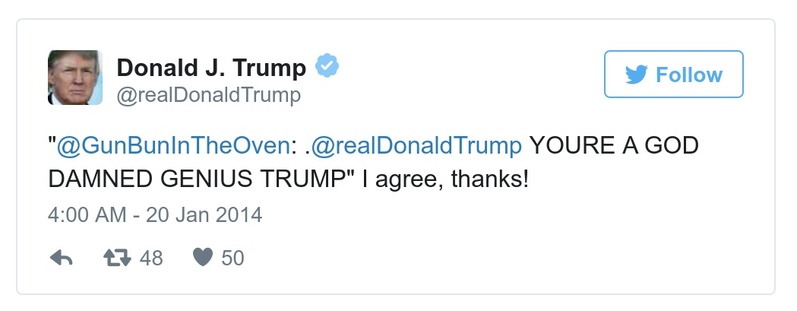 Donald J. Trump
@realDonaldTrump
Follow
"@GunBunInTheOven: .@realDonaldTrump YOURE A GOD
DAMNED GENIUS TRUMP" I agree, thanks!
4:00 AM - 20 Jan 2014
48 50